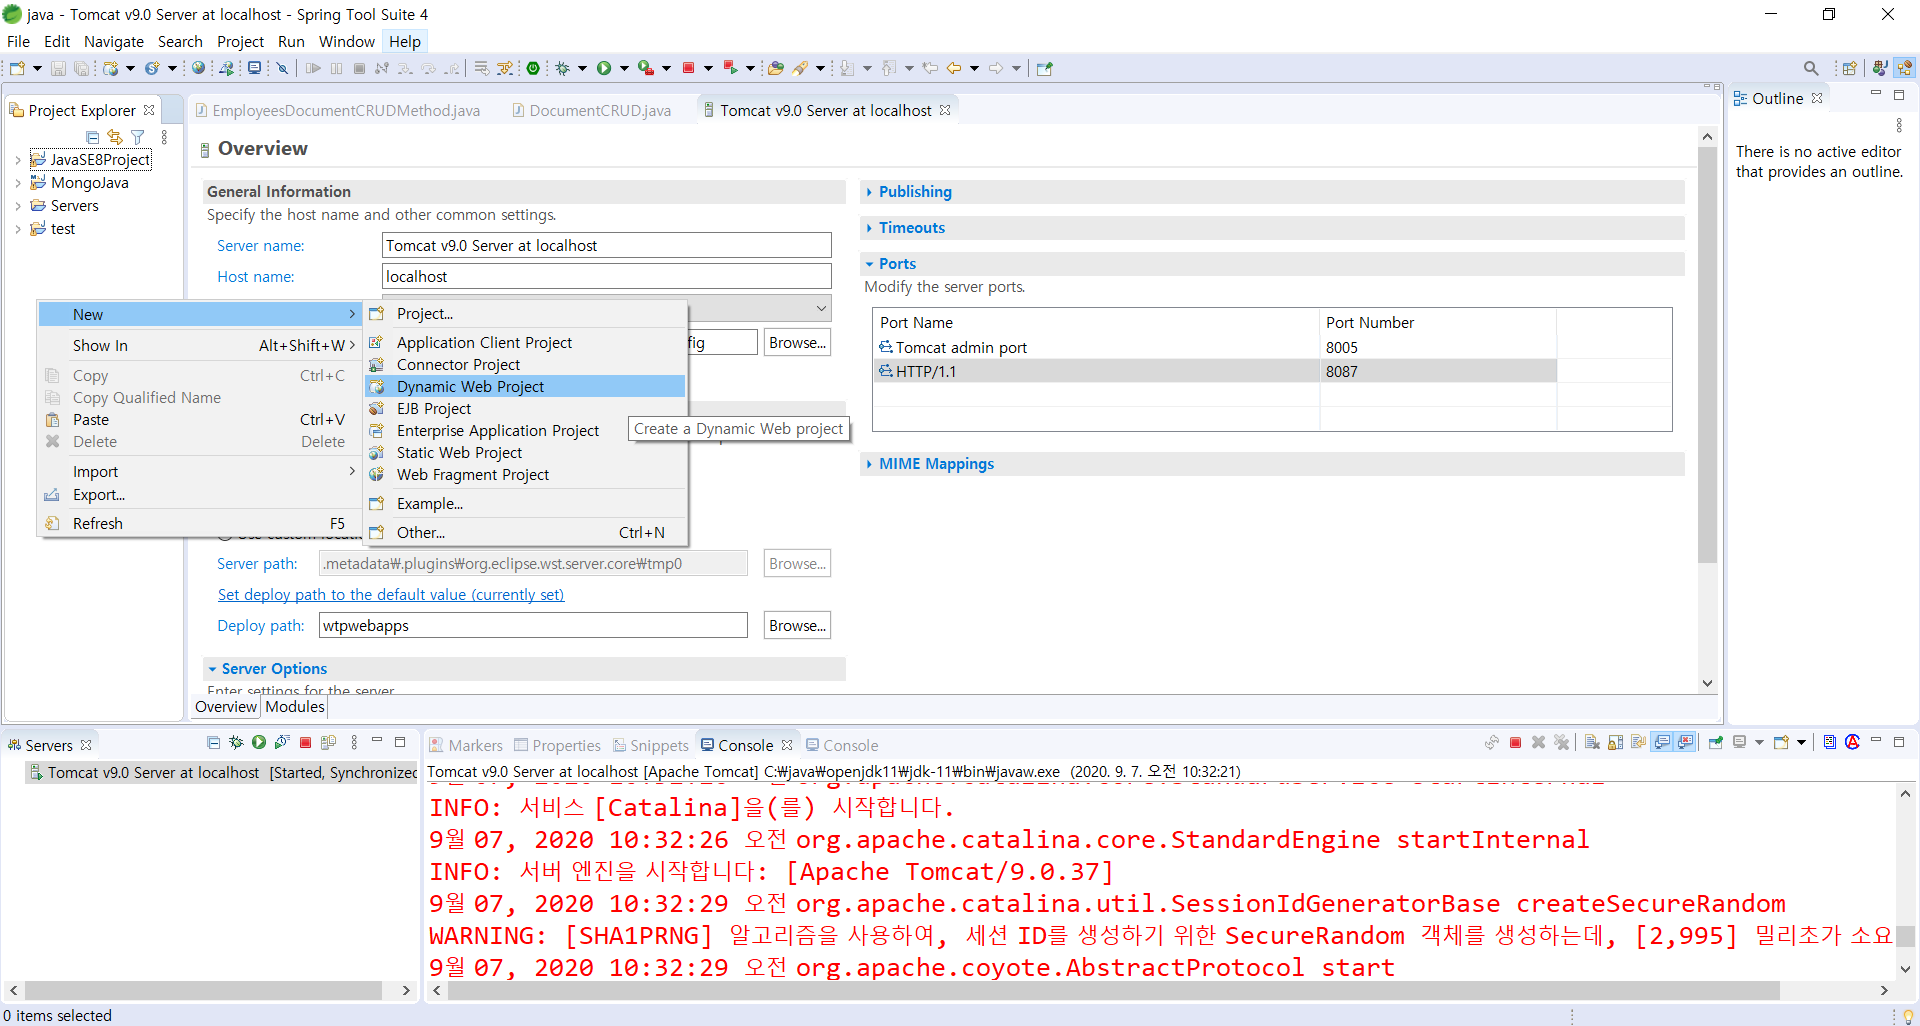 java - Tomcat v9.0 Server at localhost - Spring Tool Suite 4
File Edit Navigate Search Project Run Window Help
Project Explorer
JavaSE8Project
MongoJava
Servers
test
EmployeesDocumentCRUDMethod.java DocumentCRUD.java Tomcat v9.0 Server at localhost
Overview
General Information
Specify the host name and other common settings.
Server name: Tomcat v9.0 Server at localhost
Host name: localhost
fig Browse...
New
Show In Alt+Shift+W
Copy Ctrl+C
Copy Qualified Name
Paste Ctrl+V
Delete Delete
Import
Export...
Refresh F5
Project...
Application Client Project
Connector Project
Dynamic Web Project
EJB Project
Enterprise Application Project
Static Web Project
Web Fragment Project
Example...
Other... Ctrl+N
Create a Dynamic Web project
Server path: .metadata₩.plugins₩org.eclipse.wst.server.core₩tmp0 Browse...
Set deploy path to the default value (currently set)
Deploy path: wtpwebapps Browse...
Server Options
Enter settings for the server.
Overview Modules
Publishing
Timeouts
Ports
Modify the server ports.
Port Name Port Number
Tomcat admin port 8005
HTTP/1.1 8087
MIME Mappings
Outline
There is no active editor
that provides an outline.
Servers
Tomcat v9.0 Server at localhost [Started, Synchronized
Markers Properties Snippets Console Console
Tomcat v9.0 Server at localhost [Apache Tomcat] C:₩java₩openjdk11₩jdk-11₩bin₩javaw.exe (2020. 9. 7. 오전 10:32:21)
INFO: 서비스 [Catalina]을(를) 시작합니다.
9월 07, 2020 10:32:26 오전 org.apache.catalina.core.StandardEngine startInternal
INFO: 서버 엔진을 시작합니다: [Apache Tomcat/9.0.37]
9월 07, 2020 10:32:29 오전 org.apache.catalina.util.SessionIdGeneratorBase createSecureRandom
WARNING: [SHA1PRNG] 알고리즘을 사용하여, 세션 ID를 생성하기 위한 SecureRandom 객체를 생성하는데, [2,995] 밀리초가 소요
9월 07, 2020 10:32:29 오전 org.apache.coyote.AbstractProtocol start
0 items selected